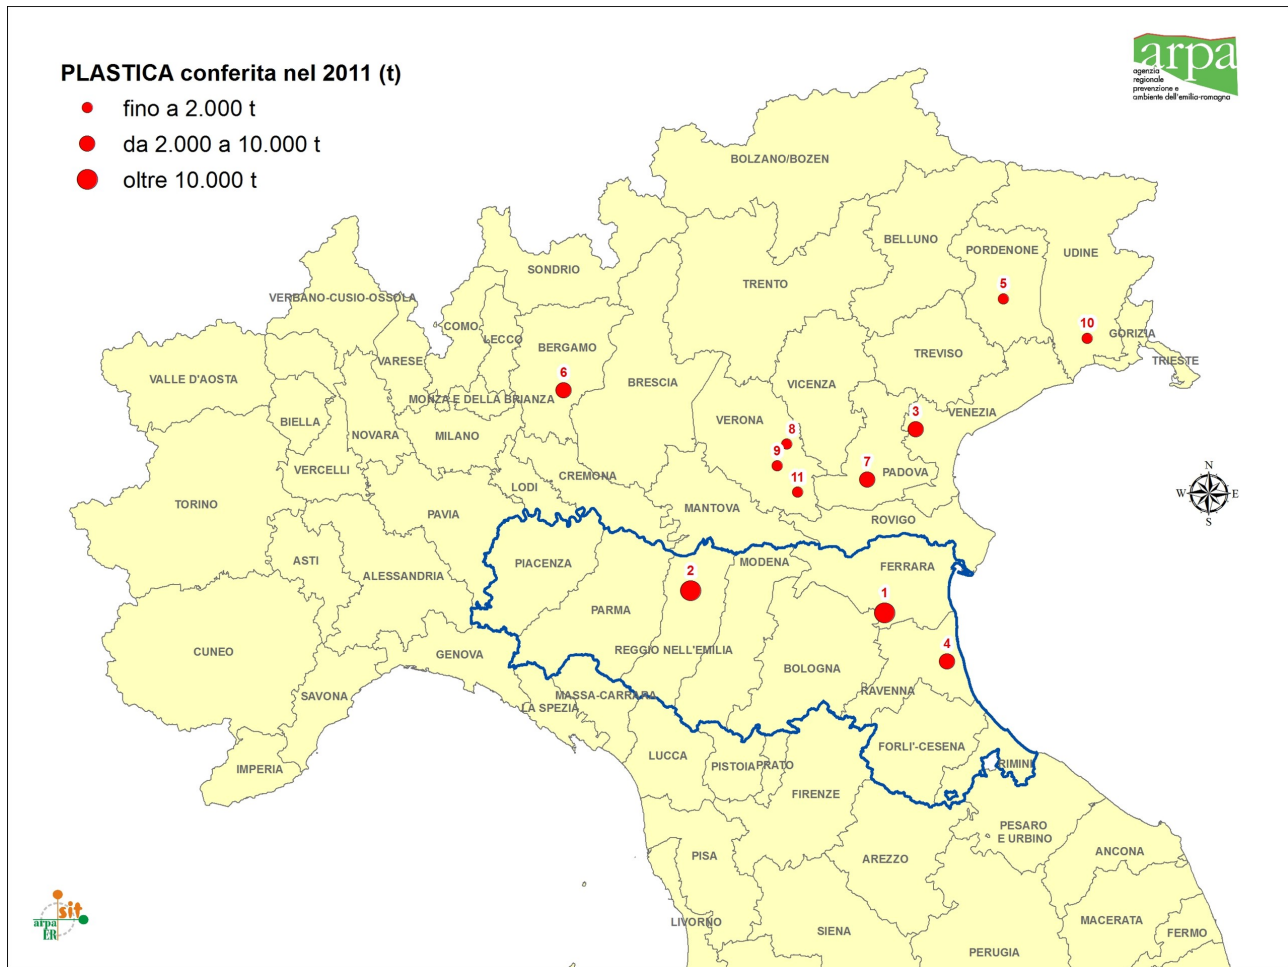 PLASTICA conferita nel 2011 (t)
fino a 2.000 t
da 2.000 a 10.000 t
oltre 10.000 t
arpa
agenzia
regionale
prevenzione e
ambiente dell'emilia-romagna
BOLZANO/BOZEN
BELLUNO
PORDENONE
UDINE
SONDRIO
TRENTO
5
VERBANO-CUSIO-OSSOLA
COMO
LECCO
BERGAMO
10
GORIZIA
TREVISO
TRIESTE
VARESE
VALLE D'AOSTA
6
BRESCIA
VICENZA
MONZA E DELLA BRIANZA
3
VENEZIA
BIELLA
VERONA
8
NOVARA
MILANO
9
7
VERCELLI
CREMONA
11
PADOVA
LODI
TORINO
PAVIA
MANTOVA
ROVIGO
N
W
E
S
ASTI
ALESSANDRIA
PIACENZA
2
MODENA
FERRARA
1
PARMA
CUNEO
GENOVA
REGGIO NELL'EMILIA
4
BOLOGNA
SAVONA
MASSA-CARRARA
RAVENNA
LA SPEZIA
IMPERIA
LUCCA
PISTOIA
PRATO
FORLI'-CESENA
RIMINI
FIRENZE
PESARO
E URBINO
PISA
AREZZO
ANCONA
LIVORNO
SIENA
MACERATA
FERMO
PERUGIA
sit
arpa
ER